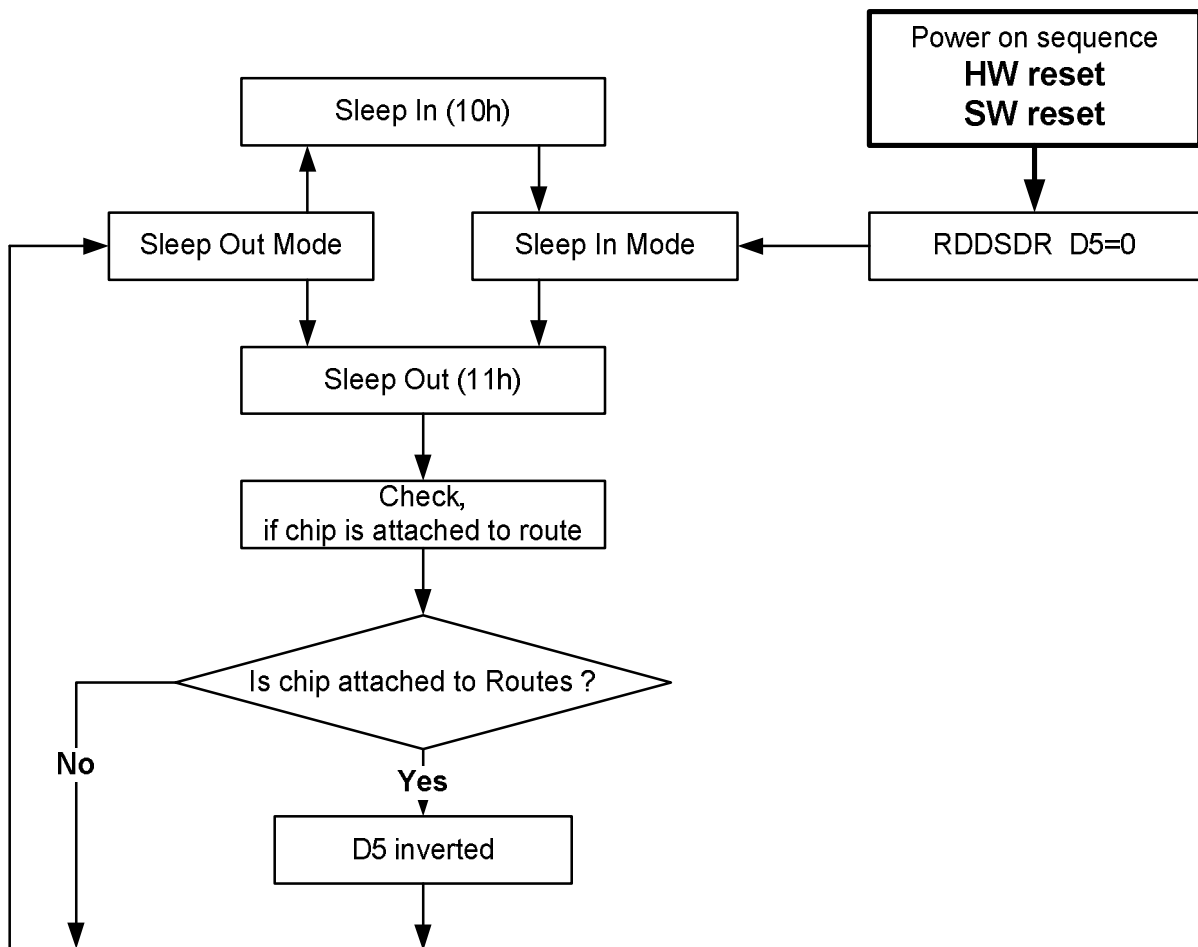 Power on sequence
HW reset
SW reset
Sleep In (10h)
Sleep Out Mode
Sleep In Mode
RDDSDR D5=0
Sleep Out (11h)
Check,
if chip is attached to route
Is chip attached to Routes ?
No
Yes
D5 inverted